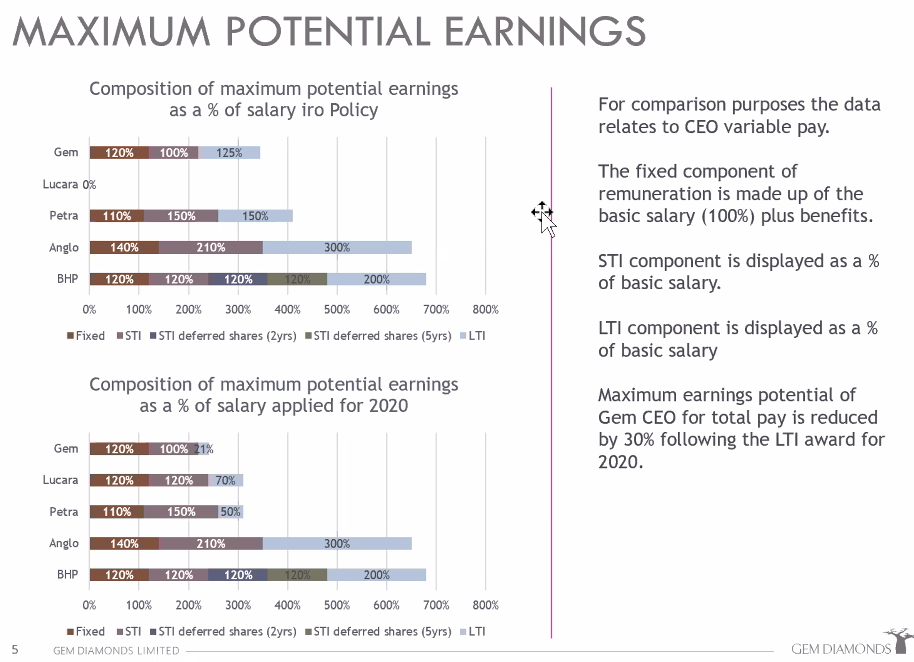 MAXIMUM POTENTIAL EARNINGS
Composition of maximum potential earnings
as a % of salary iro Policy
Gem 120% 100% 125%
Lucara 0%
Petra 110% 150% 150%
Anglo 140% 210% 300%
BHP 120% 120% 120% 120% 200%
0% 100% 200% 300% 400% 500% 600% 700% 800%
Fixed STI STI deferred shares (2yrs) STI deferred shares (5yrs) LTI
Composition of maximum potential earnings
as a % of salary applied for 2020
Gem 120% 100% 21%
Lucara 120% 120% 70%
Petra 110% 150% 50%
Anglo 140% 210% 300%
BHP 120% 120% 120% 120% 200%
0% 100% 200% 300% 400% 500% 600% 700% 800%
Fixed STI STI deferred shares (2yrs) STI deferred shares (5yrs) LTI
For comparison purposes the data
relates to CEO variable pay.
The fixed component of
remuneration is made up of the
basic salary (100%) plus benefits.
STI component is displayed as a %
of basic salary.
LTI component is displayed as a %
of basic salary
Maximum earnings potential of
Gem CEO for total pay is reduced
by 30% following the LTI award for
2020.
5 GEM DIAMONDS LIMITED
GEM DIAMONDS